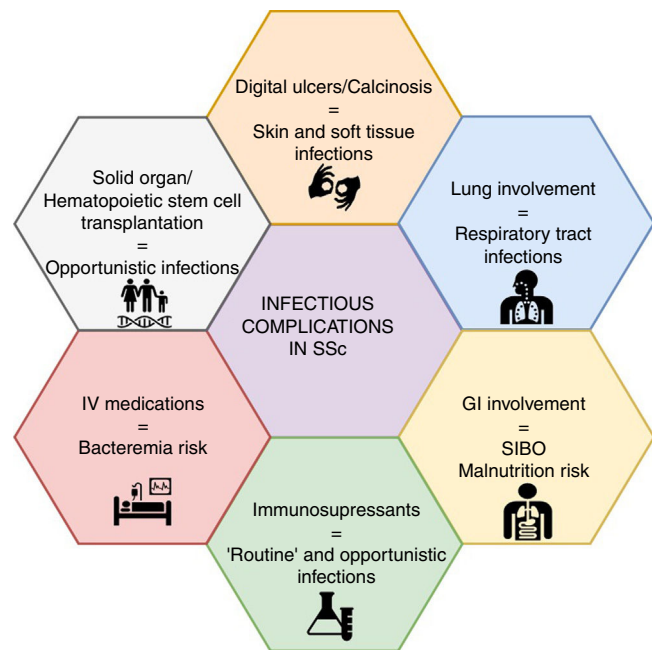 Digital ulcers/Calcinosis
=
Skin and soft tissue
infections
Solid organ/
Hematopoietic stem cell
transplantation
=
Opportunistic infections
Lung involvement
=
Respiratory tract
infections
INFECTIOUS
COMPLICATIONS
IN SSc
IV medications
=
Bacteremia risk
GI involvement
=
SIBO
Malnutrition risk
Immunosupressants
=
'Routine' and opportunistic
infections